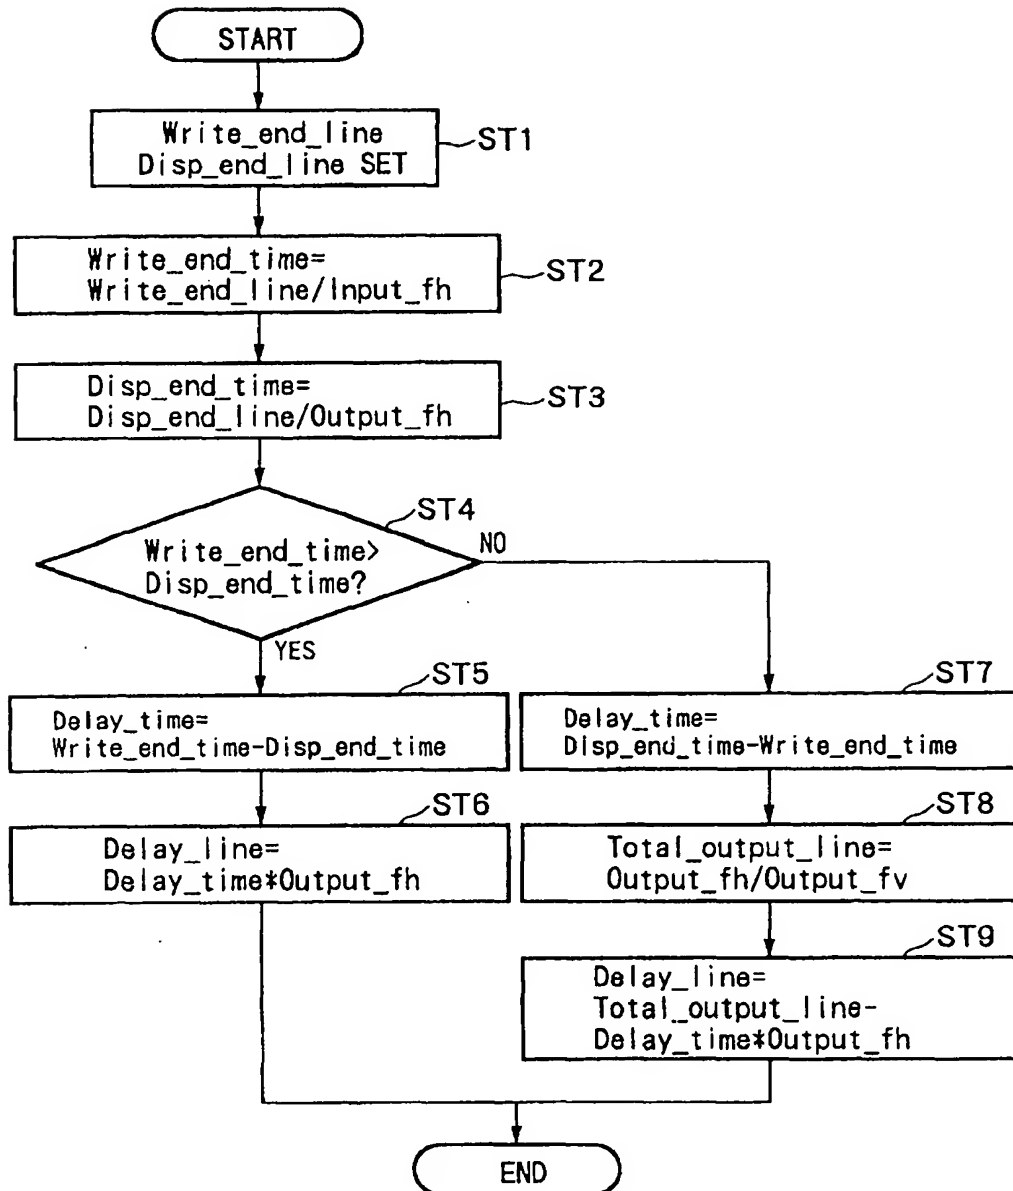 START
Write_end_line
Disp_end_line SET
ST1
Write_end_time=
Write_end_line/Input_fh
ST2
Disp_end_time=
Disp_end_line/Output_fh
ST3
ST4
Write_end_time>
Disp_end_time?
NO
YES
ST5
Delay_time=
Write_end_time-Disp_end_time
ST6
Delay_line=
Delay_time*Output_fh
ST7
Delay_time=
Disp_end_time-Write_end_time
ST8
Total_output_line=
Output_fh/Output_fv
ST9
Delay_line=
Total_output_line-
Delay_time*Output_fh
END